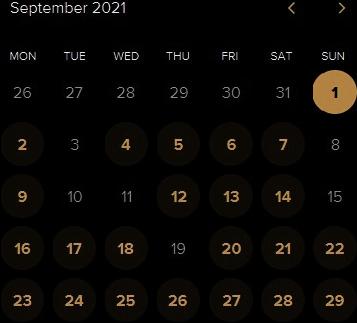 September 2021
MON TUE WED THU FRI SAT SUN
26 27 28 29 30 31 1
2 3 4 5 6 7 8
9 10 11 12 13 14 15
16 17 18 19 20 21 22
23 24 25 26 27 28 29